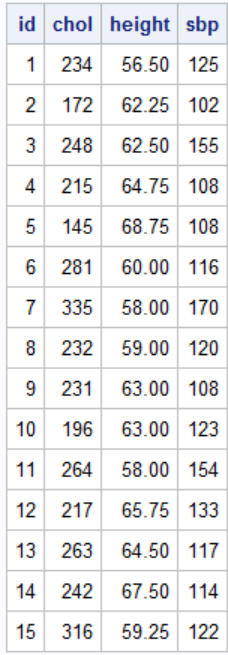 id chol height sbp
1 234 56.50 125
2 172 62.25 102
3 248 62.50 155
4 215 64.75 108
5 145 68.75 108
6 281 60.00 116
7 335 58.00 170
8 232 59.00 120
9 231 63.00 108
10 196 63.00 123
11 264 58.00 154
12 217 65.75 133
13 263 64.50 117
14 242 67.50 114
15 316 59.25 122